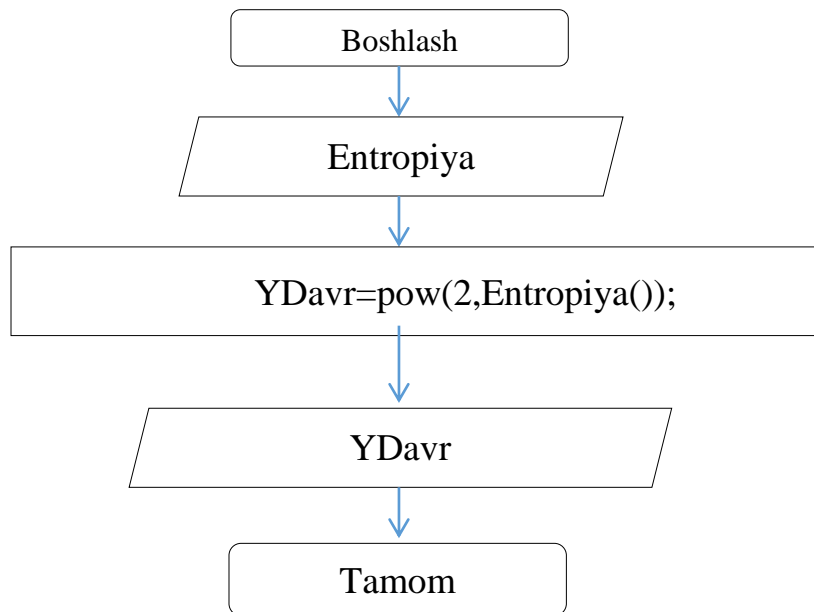 Boshlash
Entropiya
YDavr=pow(2,Entropiya());
YDavr
Tamom